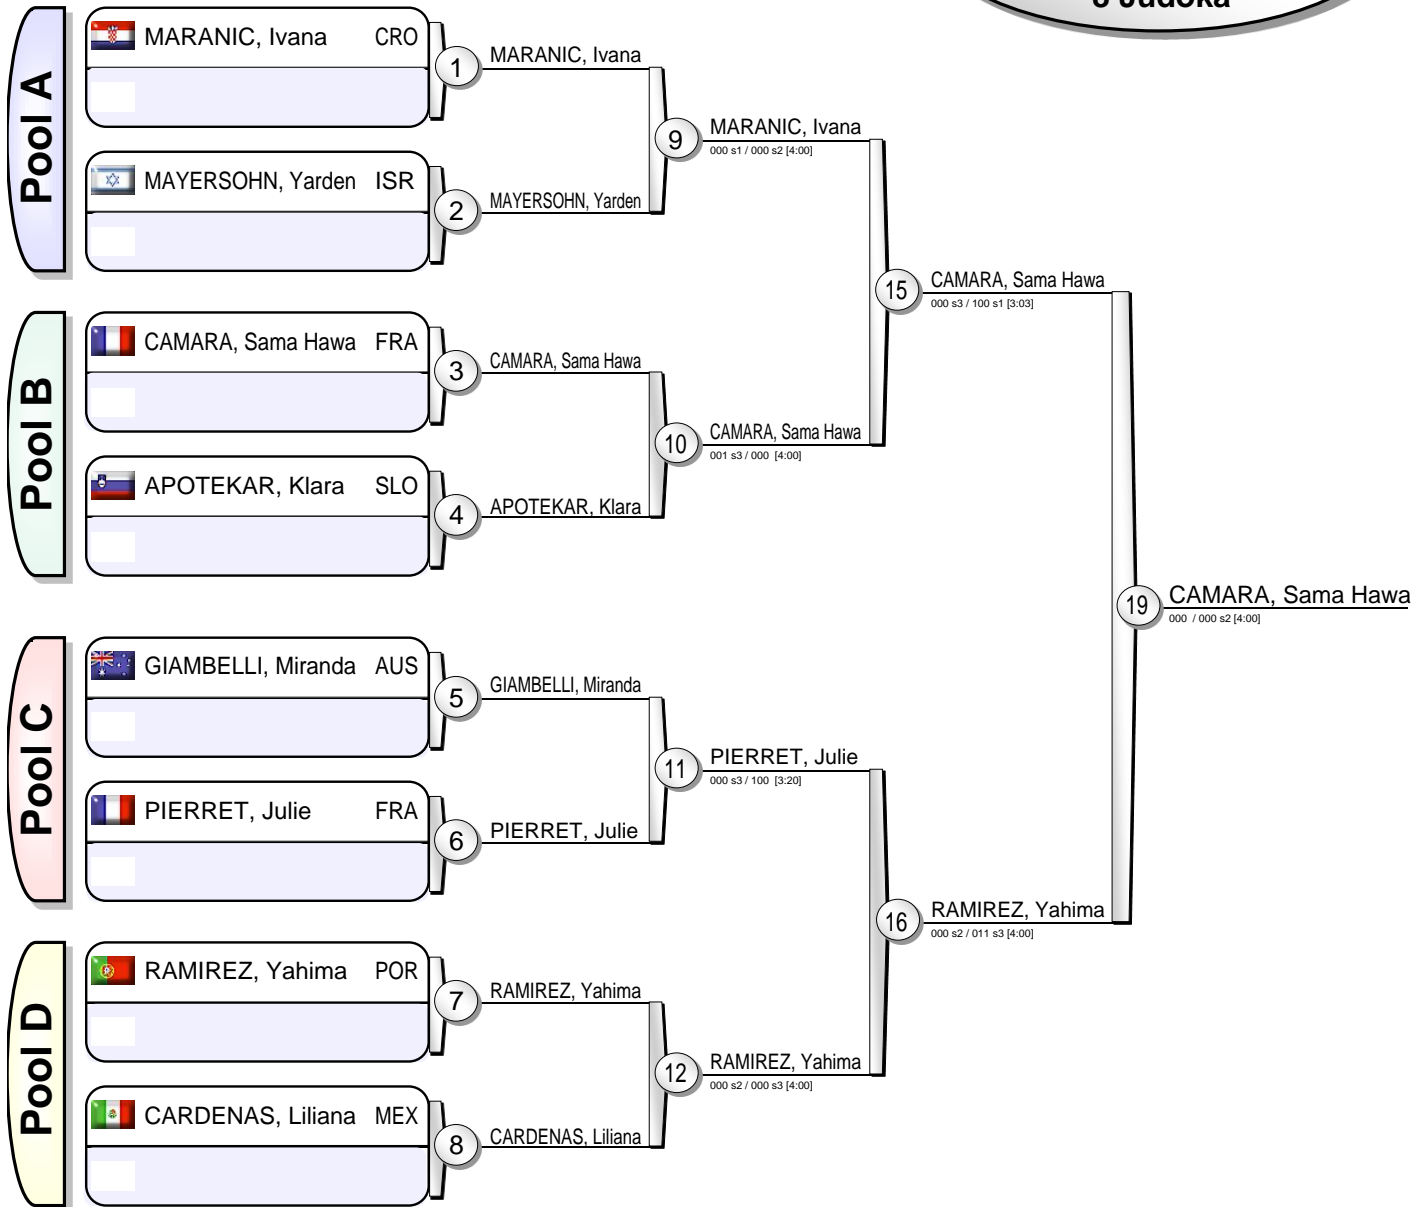 Judoka
Pool A
MARANIC, Ivana CRO
1
MARANIC, Ivana
MAYERSOHN, Yarden ISR
2
MAYERSOHN, Yarden
9
MARANIC, Ivana
000 s1 / 000 s2 [4:00]
Pool B
CAMARA, Sama Hawa FRA
3
CAMARA, Sama Hawa
APOTEKAR, Klara SLO
4
APOTEKAR, Klara
10
CAMARA, Sama Hawa
001 s3 / 000 [4:00]
15
CAMARA, Sama Hawa
000 s3 / 100 s1 [3:03]
Pool C
GIAMBELLI, Miranda AUS
5
GIAMBELLI, Miranda
PIERRET, Julie FRA
6
PIERRET, Julie
11
PIERRET, Julie
000 s3 / 100 [3:20]
Pool D
RAMIREZ, Yahima POR
7
RAMIREZ, Yahima
CARDENAS, Liliana MEX
8
CARDENAS, Liliana
12
RAMIREZ, Yahima
000 s2 / 000 s3 [4:00]
16
RAMIREZ, Yahima
000 s2 / 011 s3 [4:00]
19
CAMARA, Sama Hawa
000 / 000 s2 [4:00]